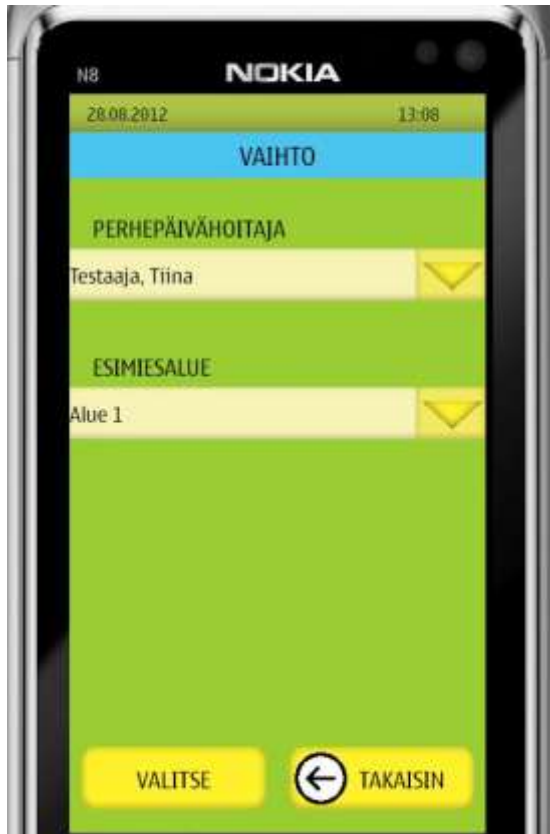 N8 NOKIA
28.08.2012 13:08
VAIHTO
PERHEPÄIVÄHOITAJA
Testaaja, Tiina
ESIMIESALUE
Alue 1
VALITSE TAKAISIN